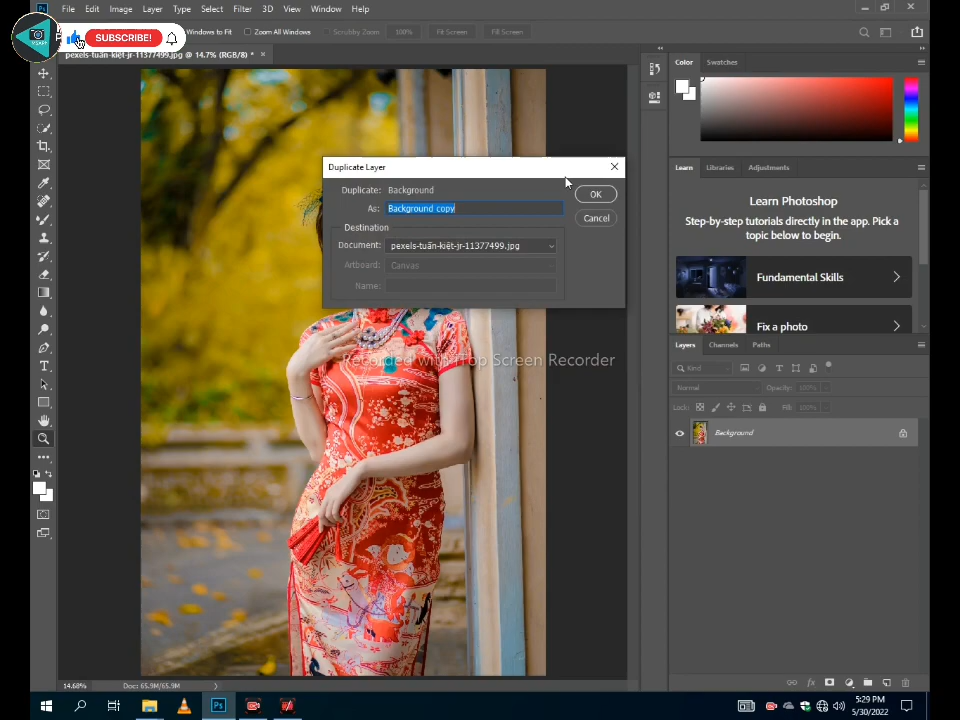 Ps File Edit Image Layer Type Select Filter 3D View Window Help
SUBSCRIBE! Windows to Fit Zoom All Windows Scrubby Zoom 100% Fit Screen Fill Screen
pexels-tuấn-kiệt-jr-11377499.jpg @ 14.7% (RGB/8) * ×
Color Swatches
Duplicate Layer
Duplicate: Background
As: Background copy
OK
Cancel
Destination
Document: pexels-tuấn-kiệt-jr-11377499.jpg
Artboard: Canvas
Name:
Learn Libraries Adjustments
Learn Photoshop
Step-by-step tutorials directly in the app. Pick a
topic below to begin.
Fundamental Skills
Fix a photo
Recorded with iTop Screen Recorder
Layers Channels Paths
Kind
Normal Opacity: 100%
Lock: Fill: 100%
Background
14.68% Doc: 65.9M/65.9M
Ps
5:29 PM
5/30/2022